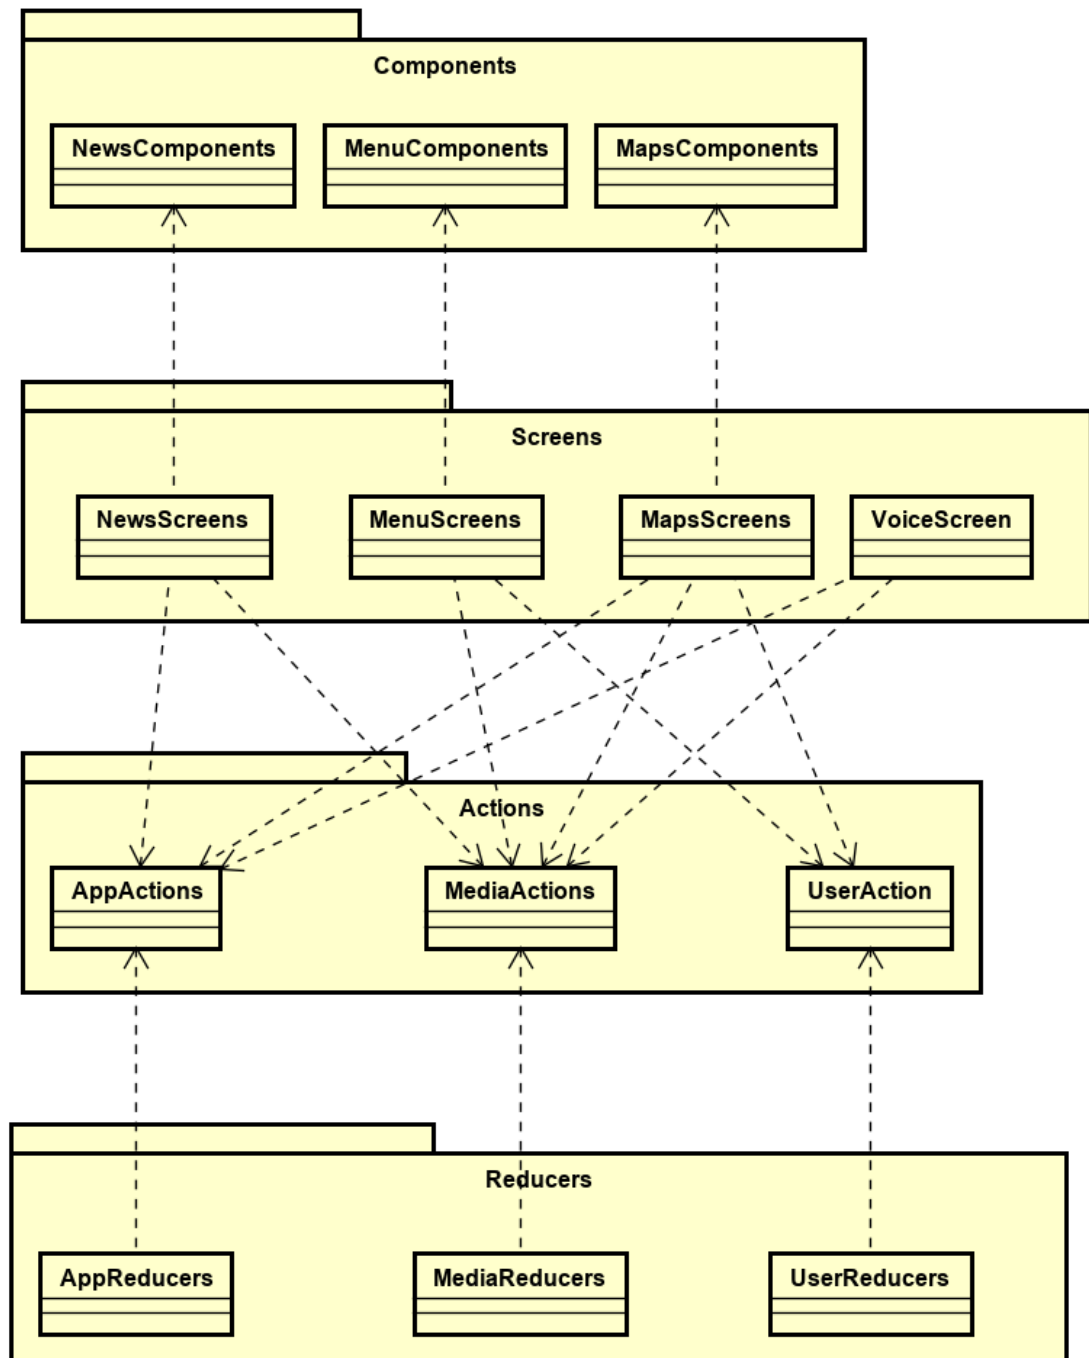 Components
NewsComponents
MenuComponents
MapsComponents
Screens
NewsScreens
MenuScreens
MapsScreens
VoiceScreen
Actions
AppActions
MediaActions
UserAction
Reducers
AppReducers
MediaReducers
UserReducers